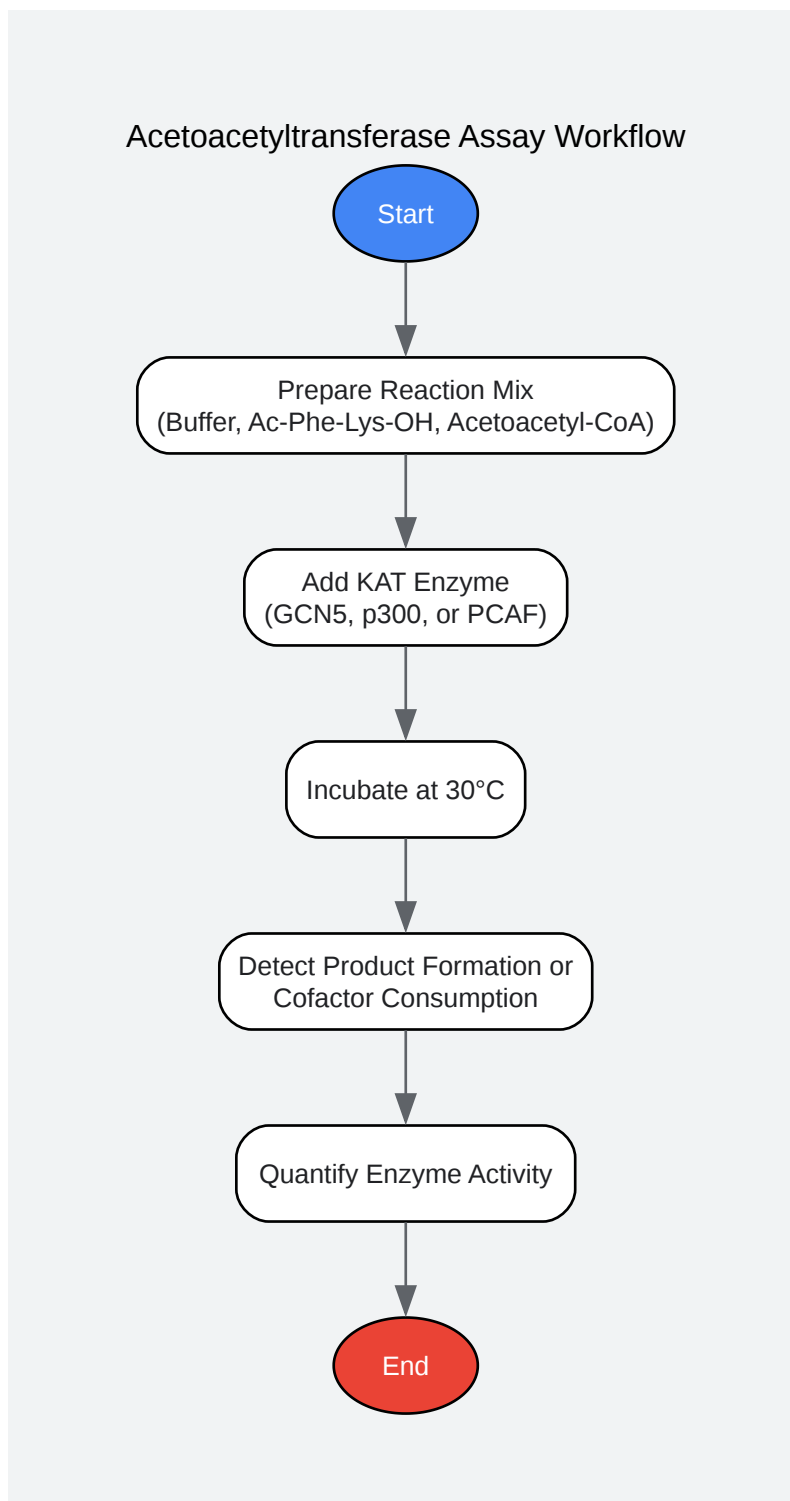 Acetoacetyltransferase Assay Workflow
Start
Prepare Reaction Mix
(Buffer, Ac-Phe-Lys-OH, Acetoacetyl-CoA)
Add KAT Enzyme
(GCN5, p300, or PCAF)
Incubate at 30°C
Detect Product Formation or
Cofactor Consumption
Quantify Enzyme Activity
End